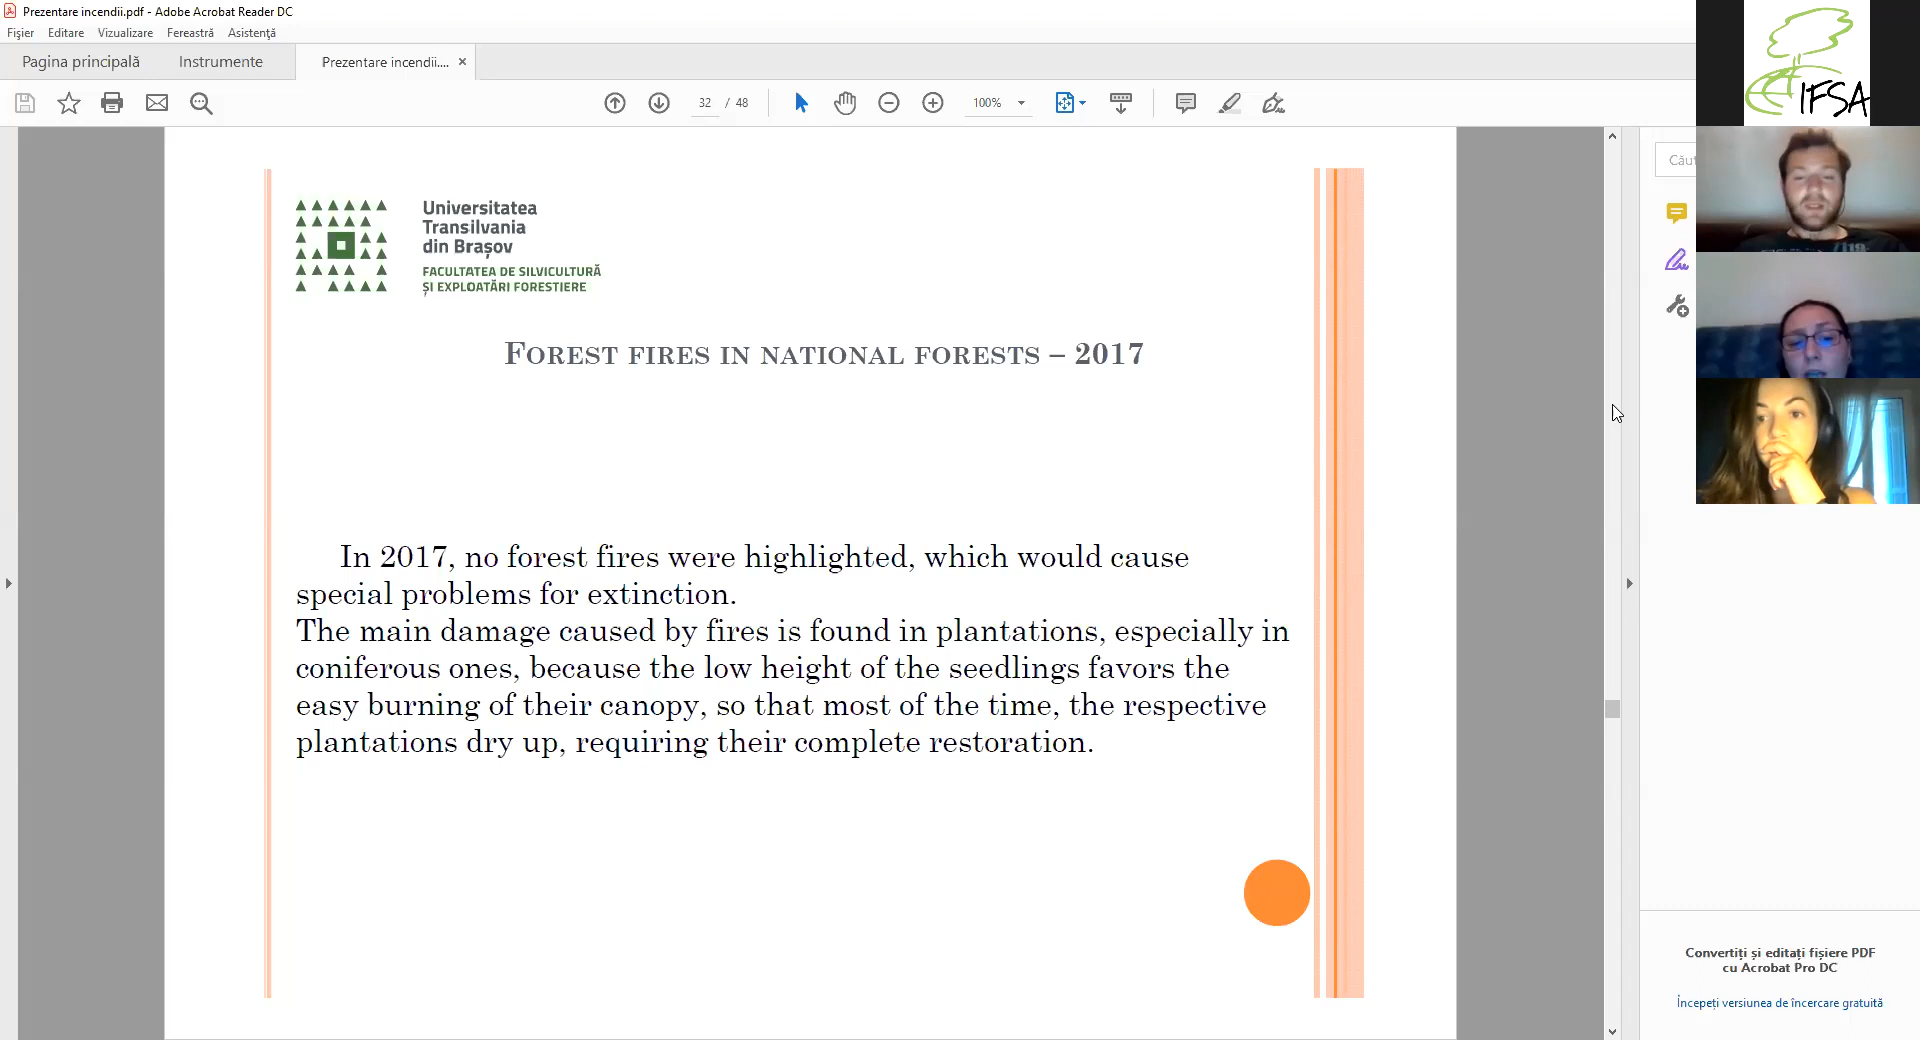 Prezentare incendii.pdf - Adobe Acrobat Reader DC
Fișier Editare Vizualizare Fereastră Asistență
Pagina principală Instrumente Prezentare incendii....
32 / 48 100%
Universitatea
Transilvania
din Brașov
FACULTATEA DE SILVICULTURĂ
ȘI EXPLOATĂRI FORESTIERE
FOREST FIRES IN NATIONAL FORESTS – 2017
In 2017, no forest fires were highlighted, which would cause
special problems for extinction.
The main damage caused by fires is found in plantations, especially in
coniferous ones, because the low height of the seedlings favors the
easy burning of their canopy, so that most of the time, the respective
plantations dry up, requiring their complete restoration.
IFSA
Cău
Convertiți și editați fișiere PDF
cu Acrobat Pro DC
Începeți versiunea de încercare gratuită